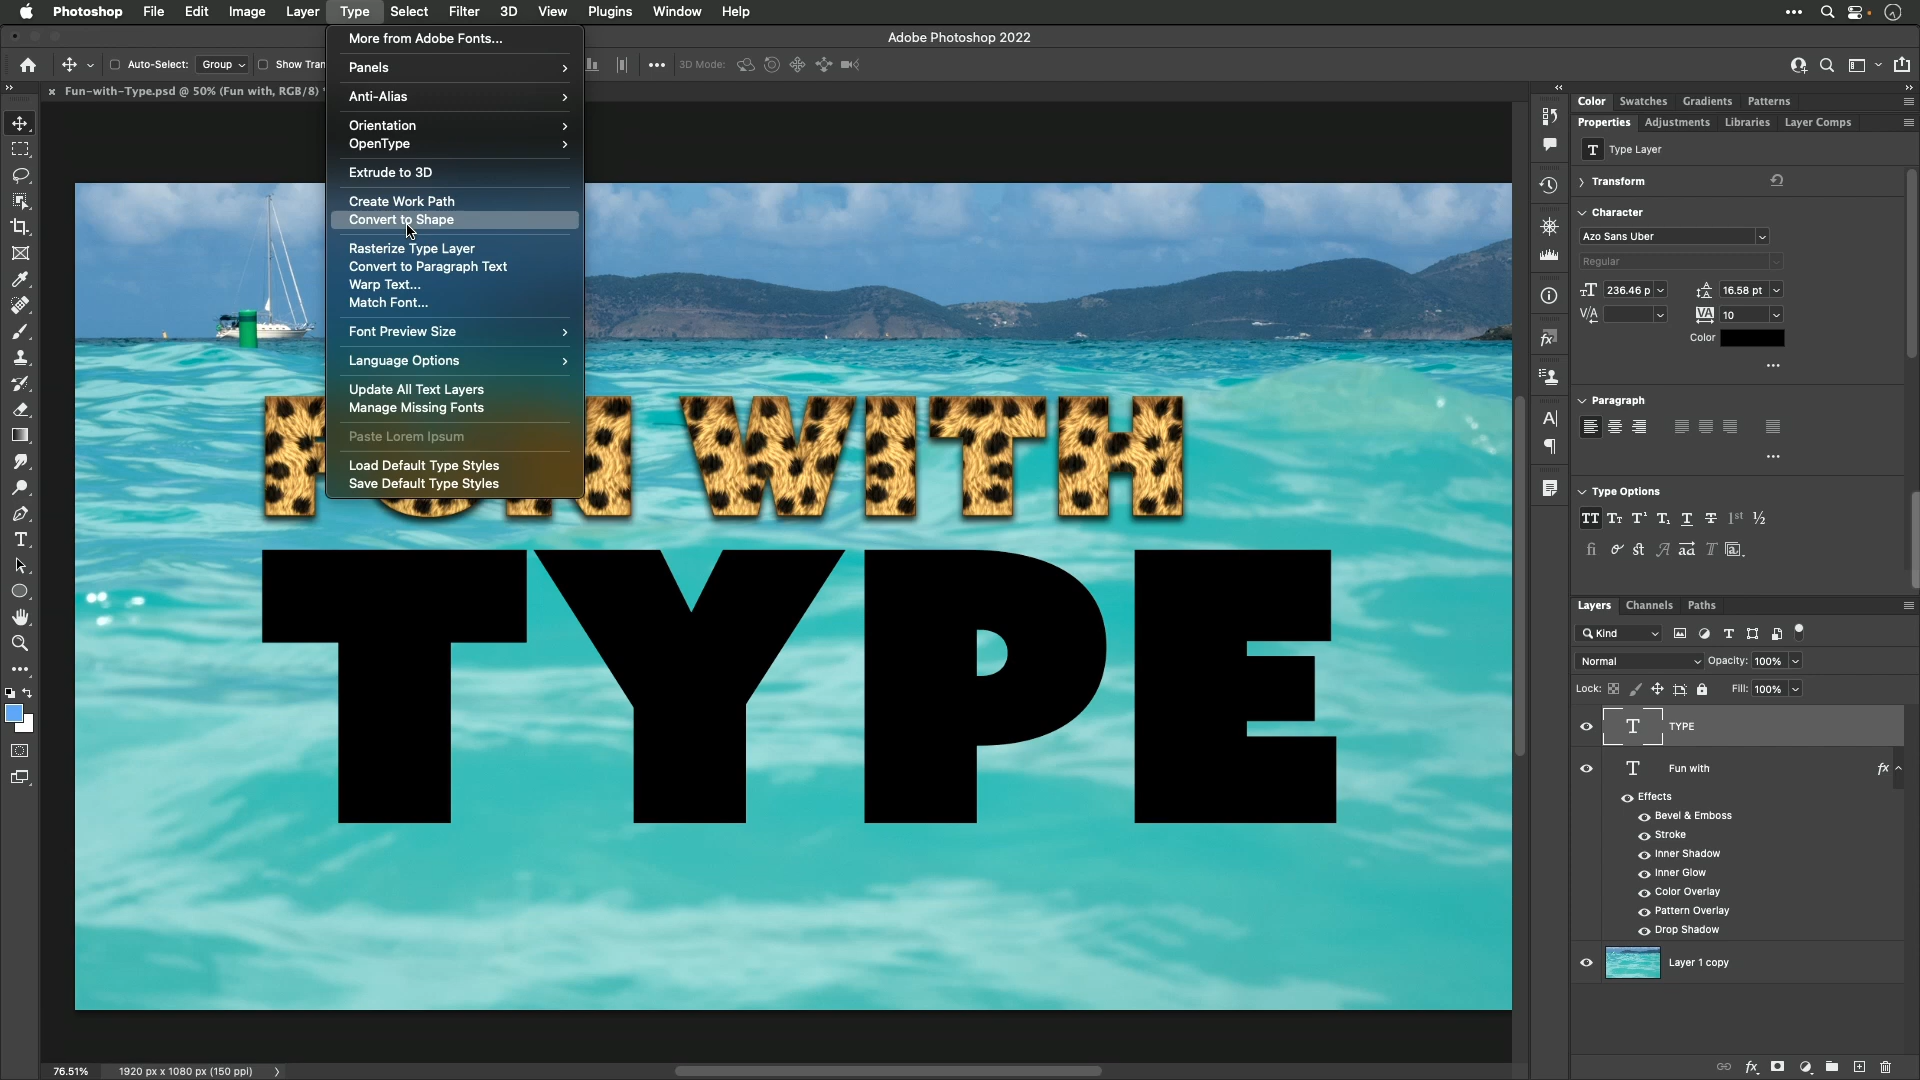 Photoshop File Edit Image Layer Type Select Filter 3D View Plugins Window Help
Adobe Photoshop 2022
Auto-Select: Group Show Tran 3D Mode:
Fun-with-Type.psd @ 50% (Fun with, RGB/8)
More from Adobe Fonts...
Panels
Anti-Alias
Orientation
OpenType
Extrude to 3D
Create Work Path
Convert to Shape
Rasterize Type Layer
Convert to Paragraph Text
Warp Text...
Match Font...
Font Preview Size
Language Options
Update All Text Layers
Manage Missing Fonts
Paste Lorem Ipsum
Load Default Type Styles
Save Default Type Styles
FUN WITH
TYPE
Color Swatches Gradients Patterns
Properties Adjustments Libraries Layer Comps
T Type Layer
Transform
Character
Azo Sans Uber
Regular
236.46 p 16.58 pt
10
Color
Paragraph
Type Options
Layers Channels Paths
Kind
Normal Opacity: 100%
Lock: Fill: 100%
T TYPE
T Fun with fx
Effects
Bevel & Emboss
Stroke
Inner Shadow
Inner Glow
Color Overlay
Pattern Overlay
Drop Shadow
Layer 1 copy
76.51% 1920 px x 1080 px (150 ppi)